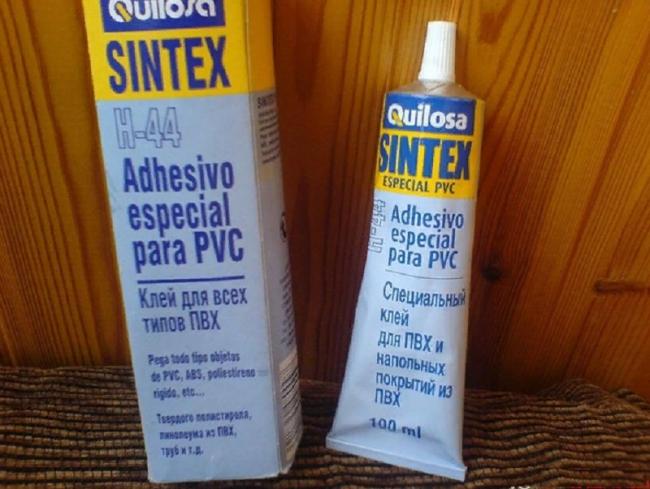 Quilosa
SINTEX
H-44
Adhesivo
especial
para PVC
Клей для всех
типов ПВХ
Pega todo tipo objetos
de PVC, ABS, poliestireno
rigido, etc...
Твердого полистирола,
линолеума из ПВХ,
труб и т.д.
Quilosa
SINTEX
ESPECIAL PVC
H-44
Adhesivo
especial
para PVC
Специальный
клей
для ПВХ и
напольных
покрытий из
ПВХ
100 ml